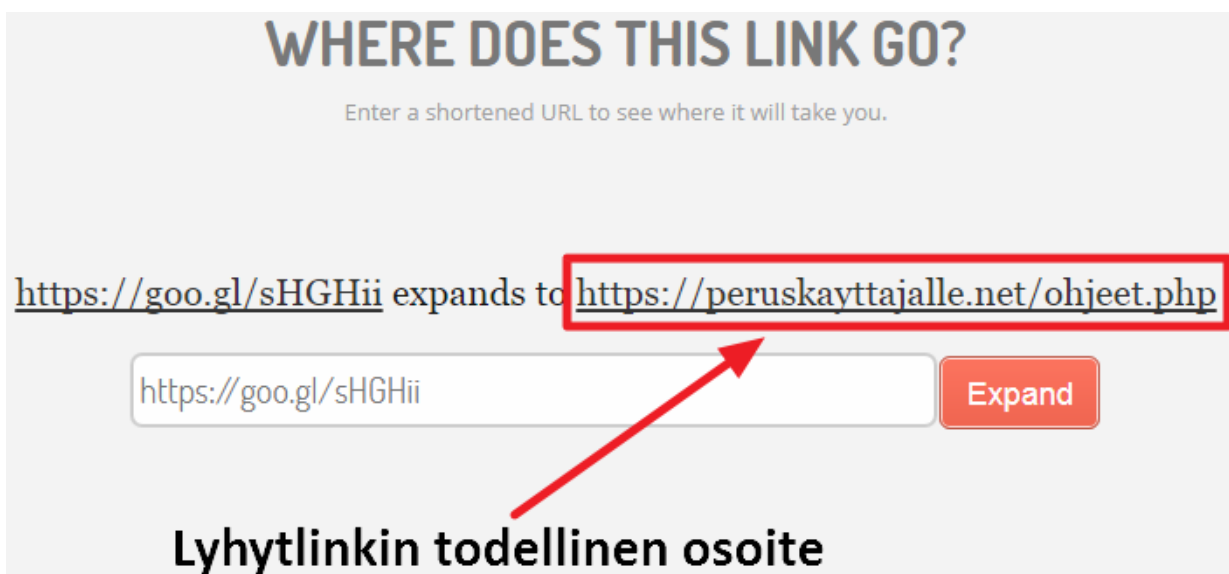 WHERE DOES THIS LINK GO?
Enter a shortened URL to see where it will take you.
https://goo.gl/sHGHii expands to https://peruskayttajalle.net/ohjeet.php
https://goo.gl/sHGHii Expand
Lyhytlinkin todellinen osoite